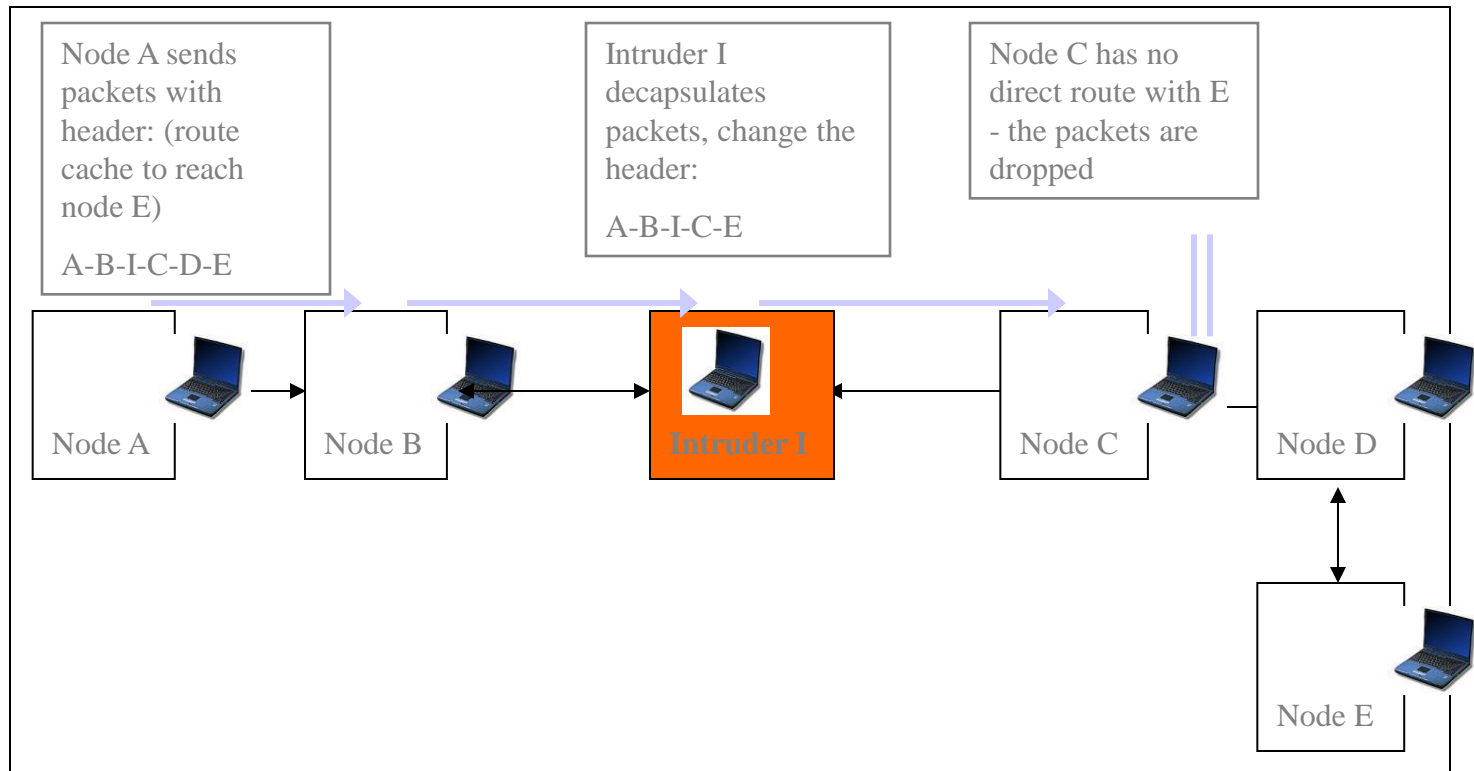 Node A sends
packets with
header: (route
cache to reach
node E)
A-B-I-C-D-E
Intruder I
decapsulates
packets, change the
header:
A-B-I-C-E
Node C has no
direct route with E
- the packets are
dropped
Node A
Node B
Intruder I
Node C
Node D
Node E